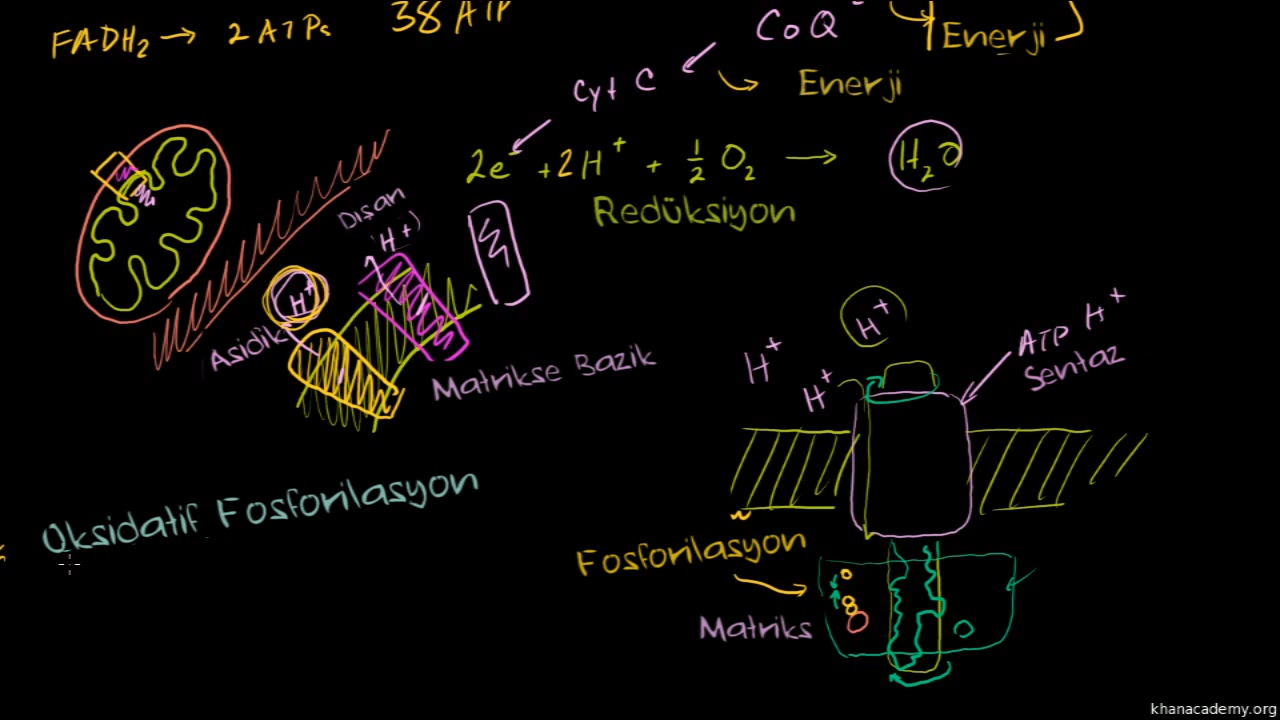 FADH₂ → 2 ATPs
38 ATP
CoQ
Enerji
Cyt C
Enerji
2e⁻ + 2H⁺ + ½ O₂ → H₂O
Redüksiyon
Dışarı
H⁺
H⁺
Asidik
Matrikse Bazik
H⁺
H⁺
H⁺
ATP H⁺
Sentaz
Oksidatif Fosforilasyon
Fosforilasyon
Matriks
khanacademy.org